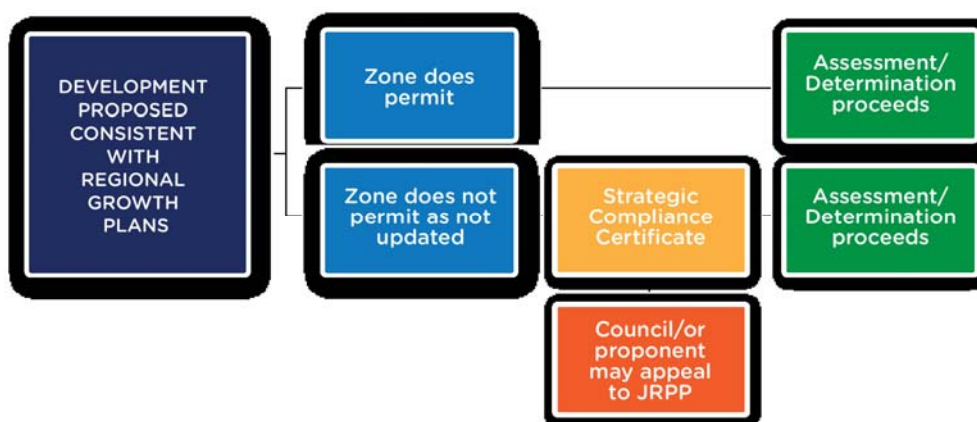 DEVELOPMENT
PROPOSED
CONSISTENT
WITH
REGIONAL
GROWTH
PLANS
Zone does
permit
Assessment/
Determination
proceeds
Zone does not
permit as not
updated
Strategic
Compliance
Certificate
Assessment/
Determination
proceeds
Council/or
proponent
may appeal
to JRPP